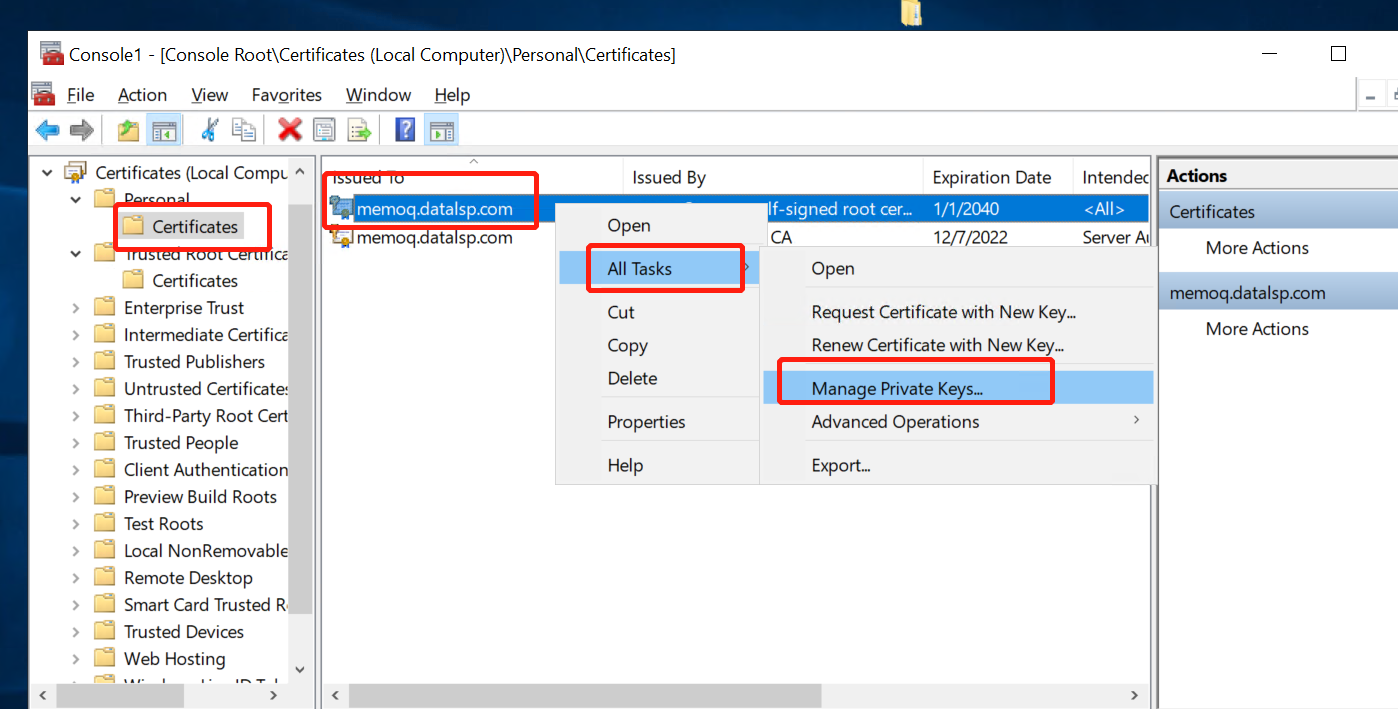 Console1 - [Console Root\Certificates (Local Computer)\Personal\Certificates]
File Action View Favorites Window Help
Certificates (Local Compu
Personal
Certificates
Trusted Root Certifica
Certificates
Enterprise Trust
Intermediate Certifica
Trusted Publishers
Untrusted Certificates
Third-Party Root Cert
Trusted People
Client Authentication
Preview Build Roots
Test Roots
Local NonRemovable
Remote Desktop
Smart Card Trusted R
Trusted Devices
Web Hosting
Issued To Issued By Expiration Date Intended
memoq.datalsp.com lf-signed root cer... 1/1/2040 <All>
memoq.datalsp.com CA 12/7/2022 Server Au
Open
All Tasks
Cut
Copy
Delete
Properties
Help
Open
Request Certificate with New Key...
Renew Certificate with New Key...
Manage Private Keys...
Advanced Operations
Export...
Actions
Certificates
More Actions
memoq.datalsp.com
More Actions